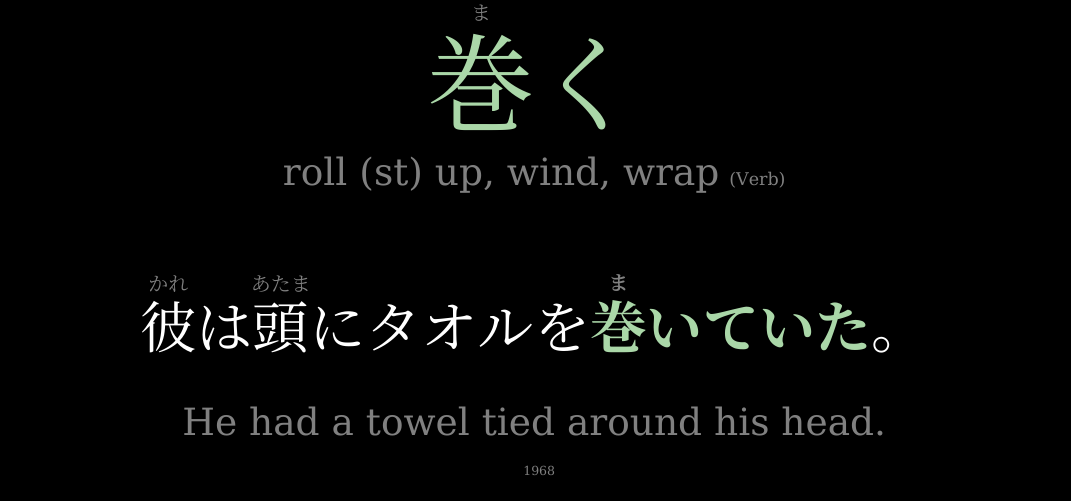 ま
巻く
roll (st) up, wind, wrap (Verb)
かれ あたま ま
彼は頭にタオルを巻いていた。
He had a towel tied around his head.
1968